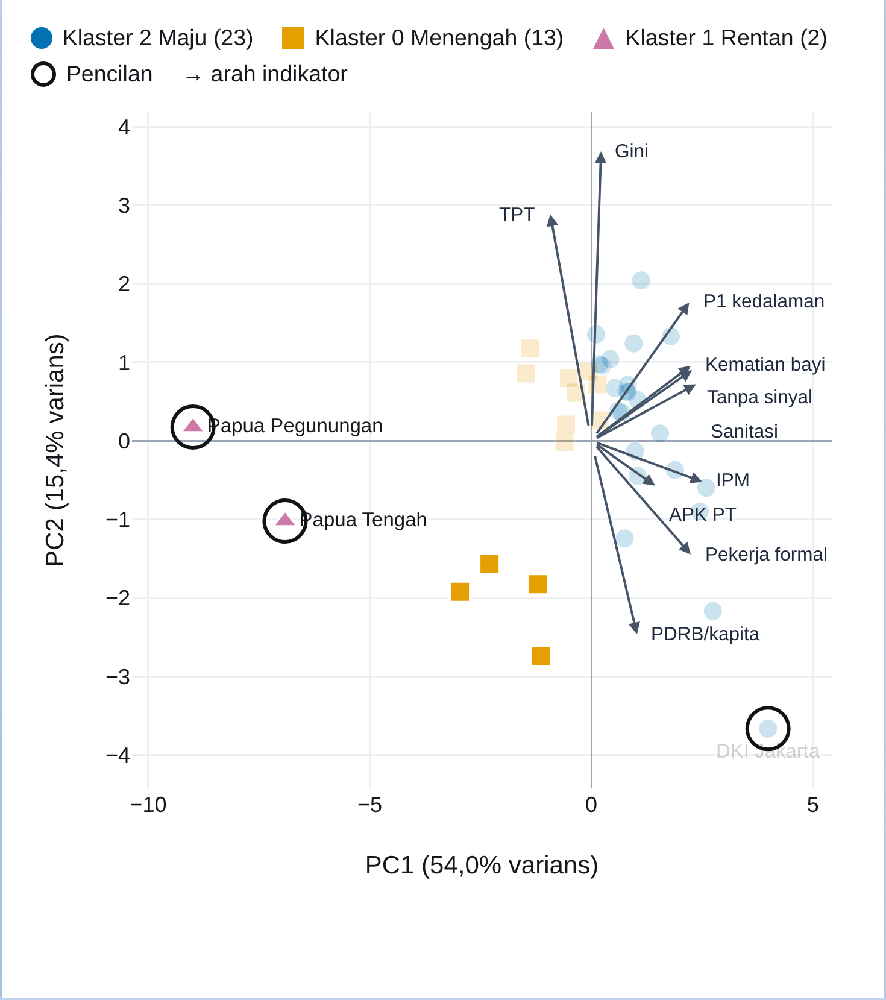 Klaster 2 Maju (23) Klaster 0 Menengah (13) Klaster 1 Rentan (2)
Pencilan → arah indikator
4
Gini
3
TPT
2
P1 kedalaman
1
Kematian bayi
Tanpa sinyal
Papua Pegunungan
Sanitasi
0
IPM
−1
Papua Tengah
APK PT
Pekerja formal
−2
PDRB/kapita
−3
−4
DKI Jakarta
−10 −5 0 5
PC1 (54,0% varians)
PC2 (15,4% varians)